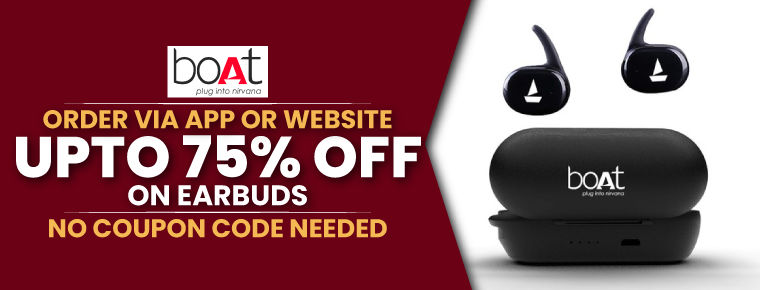 boAt
plug into nirvana
ORDER VIA APP OR WEBSITE
UPTO 75% OFF
ON EARBUDS
NO COUPON CODE NEEDED
boAt
plug into nirvana